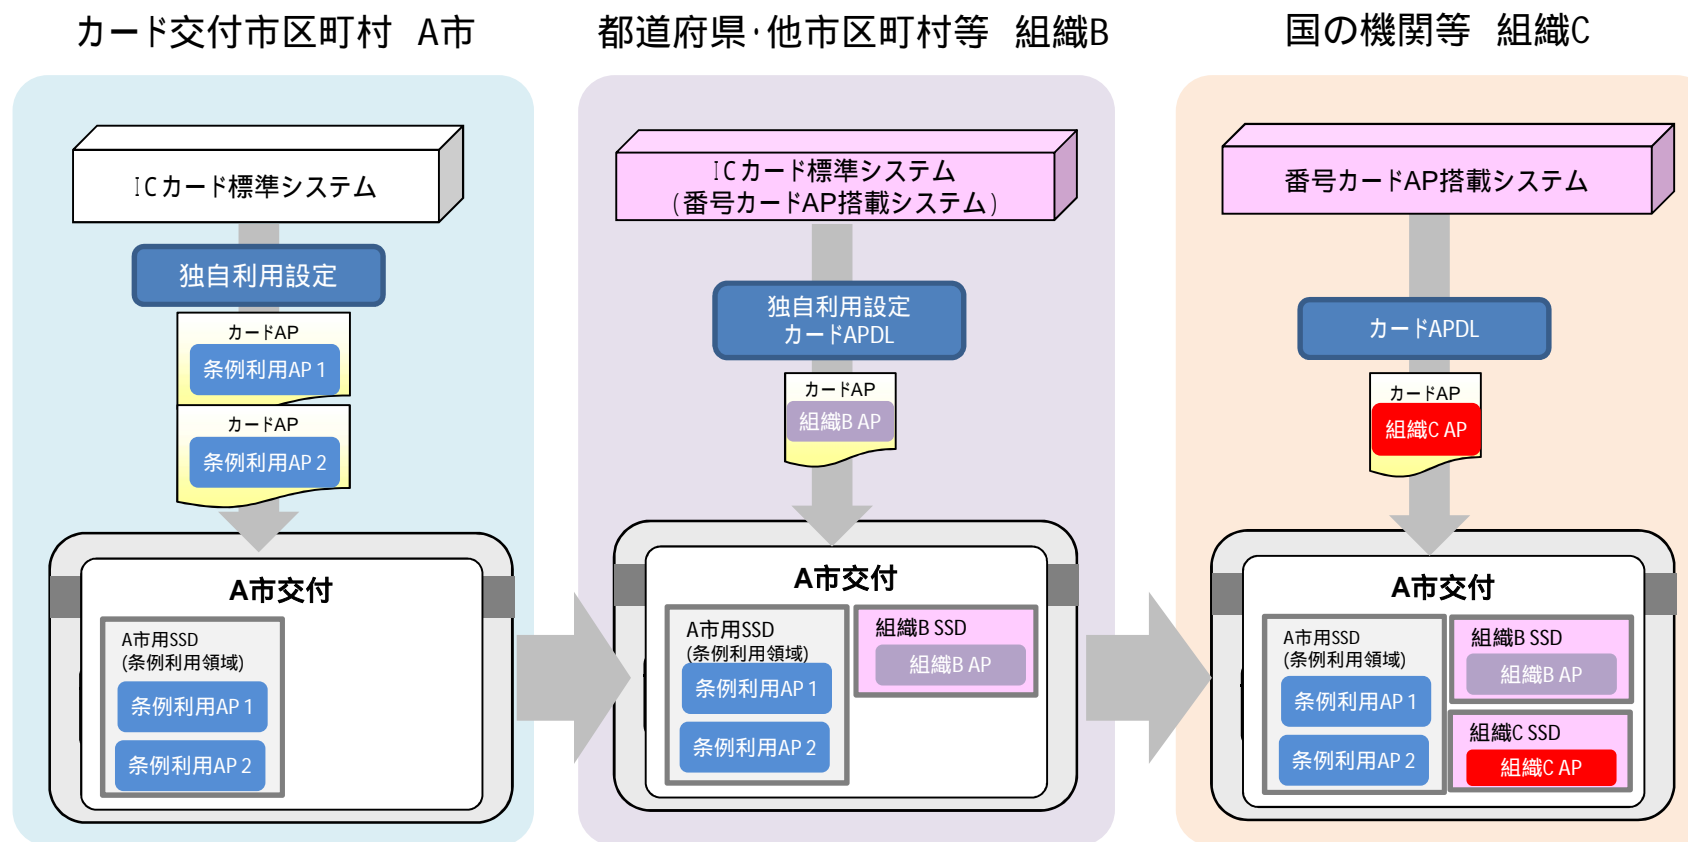 カード交付市区町村 A市
ICカード標準システム
独自利用設定
カードAP
条例利用AP 1
カードAP
条例利用AP 2
A市交付
A市用SSD
(条例利用領域)
条例利用AP 1
条例利用AP 2
都道府県・他市区町村等 組織B
ICカード標準システム
(番号カードAP搭載システム)
独自利用設定
カードAPDL
カードAP
組織B AP
A市交付
A市用SSD
(条例利用領域)
条例利用AP 1
条例利用AP 2
組織B SSD
組織B AP
国の機関等 組織C
番号カードAP搭載システム
カードAPDL
カードAP
組織C AP
A市交付
A市用SSD
(条例利用領域)
条例利用AP 1
条例利用AP 2
組織B SSD
組織B AP
組織C SSD
組織C AP